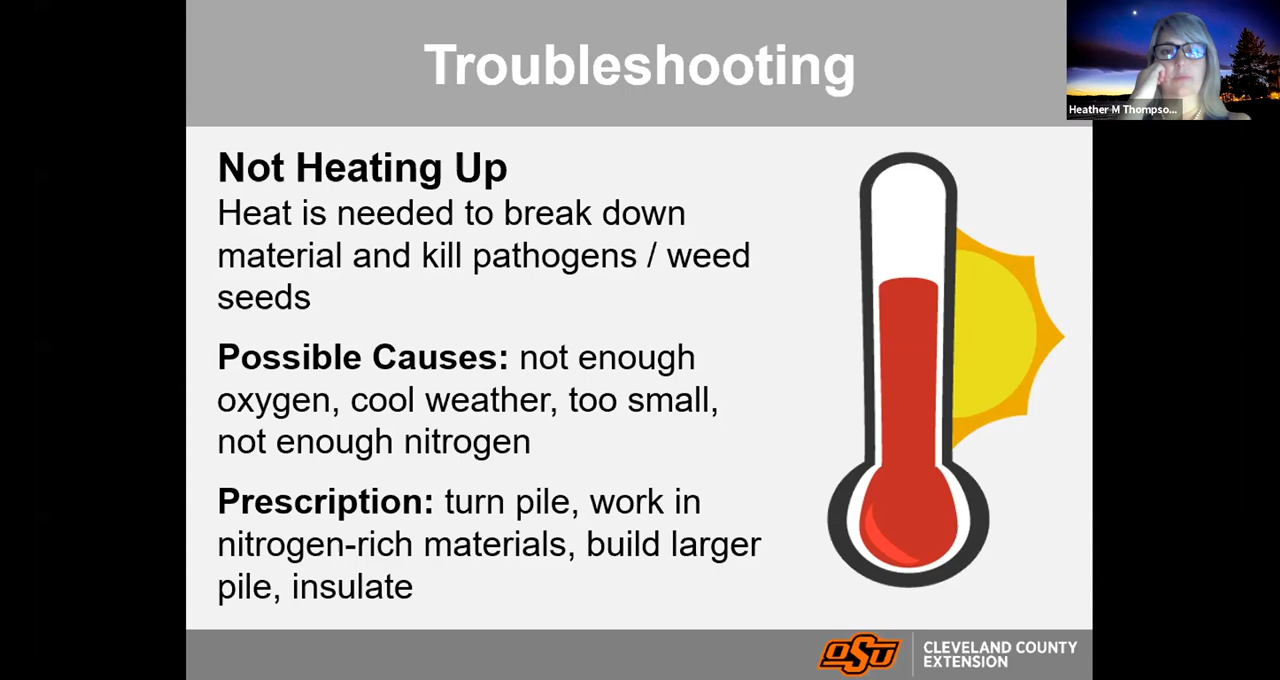 Troubleshooting
Heather M Thompso...
Not Heating Up
Heat is needed to break down
material and kill pathogens / weed
seeds
Possible Causes: not enough
oxygen, cool weather, too small,
not enough nitrogen
Prescription: turn pile, work in
nitrogen-rich materials, build larger
pile, insulate
OSU
CLEVELAND COUNTY
EXTENSION